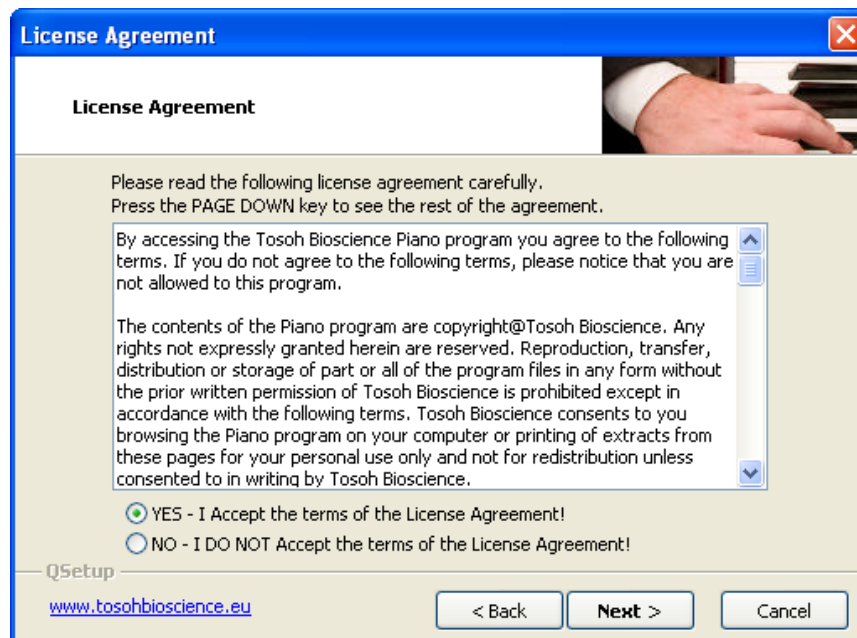 License Agreement
License Agreement
Please read the following license agreement carefully.
Press the PAGE DOWN key to see the rest of the agreement.
By accessing the Tosoh Bioscience Piano program you agree to the following
terms. If you do not agree to the following terms, please notice that you are
not allowed to this program.
The contents of the Piano program are copyright@Tosoh Bioscience. Any
rights not expressly granted herein are reserved. Reproduction, transfer,
distribution or storage of part or all of the program files in any form without
the prior written permission of Tosoh Bioscience is prohibited except in
accordance with the following terms. Tosoh Bioscience consents to you
browsing the Piano program on your computer or printing of extracts from
these pages for your personal use only and not for redistribution unless
consented to in writing by Tosoh Bioscience.
YES - I Accept the terms of the License Agreement!
NO - I DO NOT Accept the terms of the License Agreement!
QSetup
www.tosohbioscience.eu
< Back
Next >
Cancel